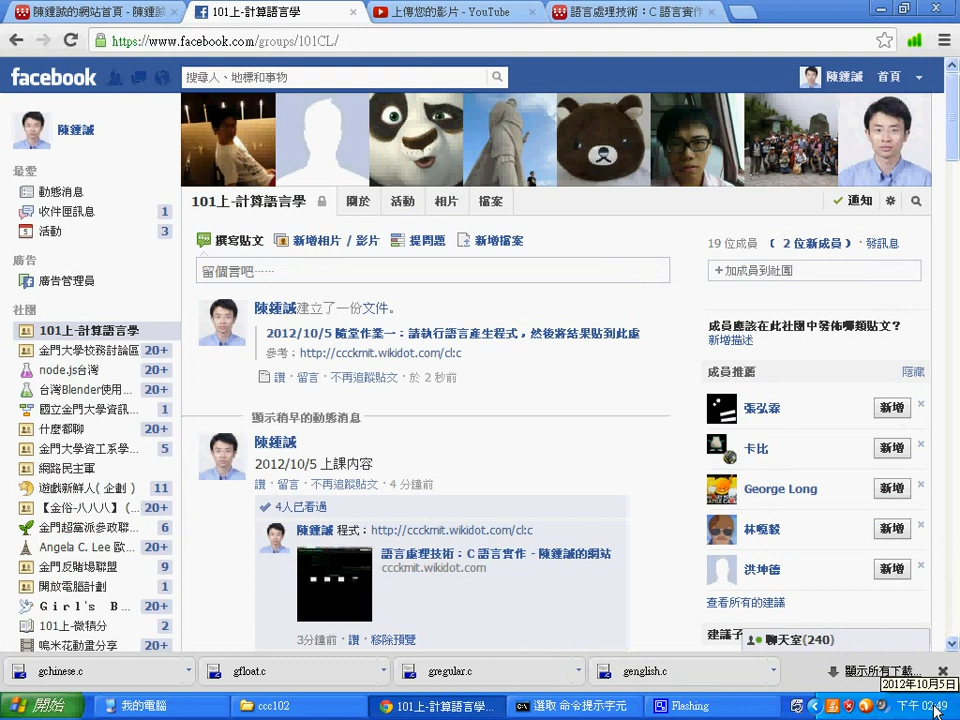 陳鍾誠的網站首頁 - 陳鍾誠
101上-計算語言學
上傳您的影片 - YouTube
語言處理技術：C 語言實作
https://www.facebook.com/groups/101CL/
facebook
搜尋人、地標和事物
陳鍾誠 首頁
陳鍾誠
最愛
動態消息
收件匣訊息 1
活動 3
廣告
廣告管理員
社團
101上-計算語言學
金門大學校務討論區 20+
node.js台灣 20+
台灣Blender使用... 20+
國立金門大學資訊... 1
什麼都聊 20+
金門大學資工系學... 5
網路民主軍
遊戲新鮮人( 企劃 ) 11
【金俗-八八八】 (... 20+
金門超黨派參政聯... 6
Angela C. Lee 歐... 20+
金門反賭場聯盟 9
開放電腦計劃 1
Ｇｉｒｌ'ｓ Ｂ... 20+
101上-微積分 2
鳴米花動畫分享 20+
101上-計算語言學 關於 活動 相片 檔案 通知
撰寫貼文 新增相片 / 影片 提問題 新增檔案
留個言吧......
陳鍾誠建立了一份文件。
2012/10/5 隨堂作業一：請執行語言產生程式，然後將結果貼到此處
參考：http://ccckmit.wikidot.com/cl:c
讚 · 留言 · 不再追蹤貼文 · 於 2 秒前
顯示稍早的動態消息
陳鍾誠
2012/10/5 上課內容
讚 · 留言 · 不再追蹤貼文 · 4 分鐘前
4人已看過
陳鍾誠 程式：http://ccckmit.wikidot.com/cl:c
語言處理技術：C 語言實作 - 陳鍾誠的網站
ccckmit.wikidot.com
3分鐘前 · 讚 · 移除預覽
19 位成員 ( 2 位新成員 ) · 發訊息
+加成員到社團
成員應該在此社團中發佈哪類貼文？
新增描述
成員推薦 隱藏
張弘霖 新增
卡比 新增
George Long 新增
林嘎毅 新增
洪坤德 新增
查看所有的建議
建議子
聊天室(240)
gchinese.c
gfloat.c
gregular.c
genglish.c
顯示所有下載...
2012年10月5日
開始
我的電腦
ccc102
101上-計算語言學...
選取 命令提示字元
Flashing
下午 02:49